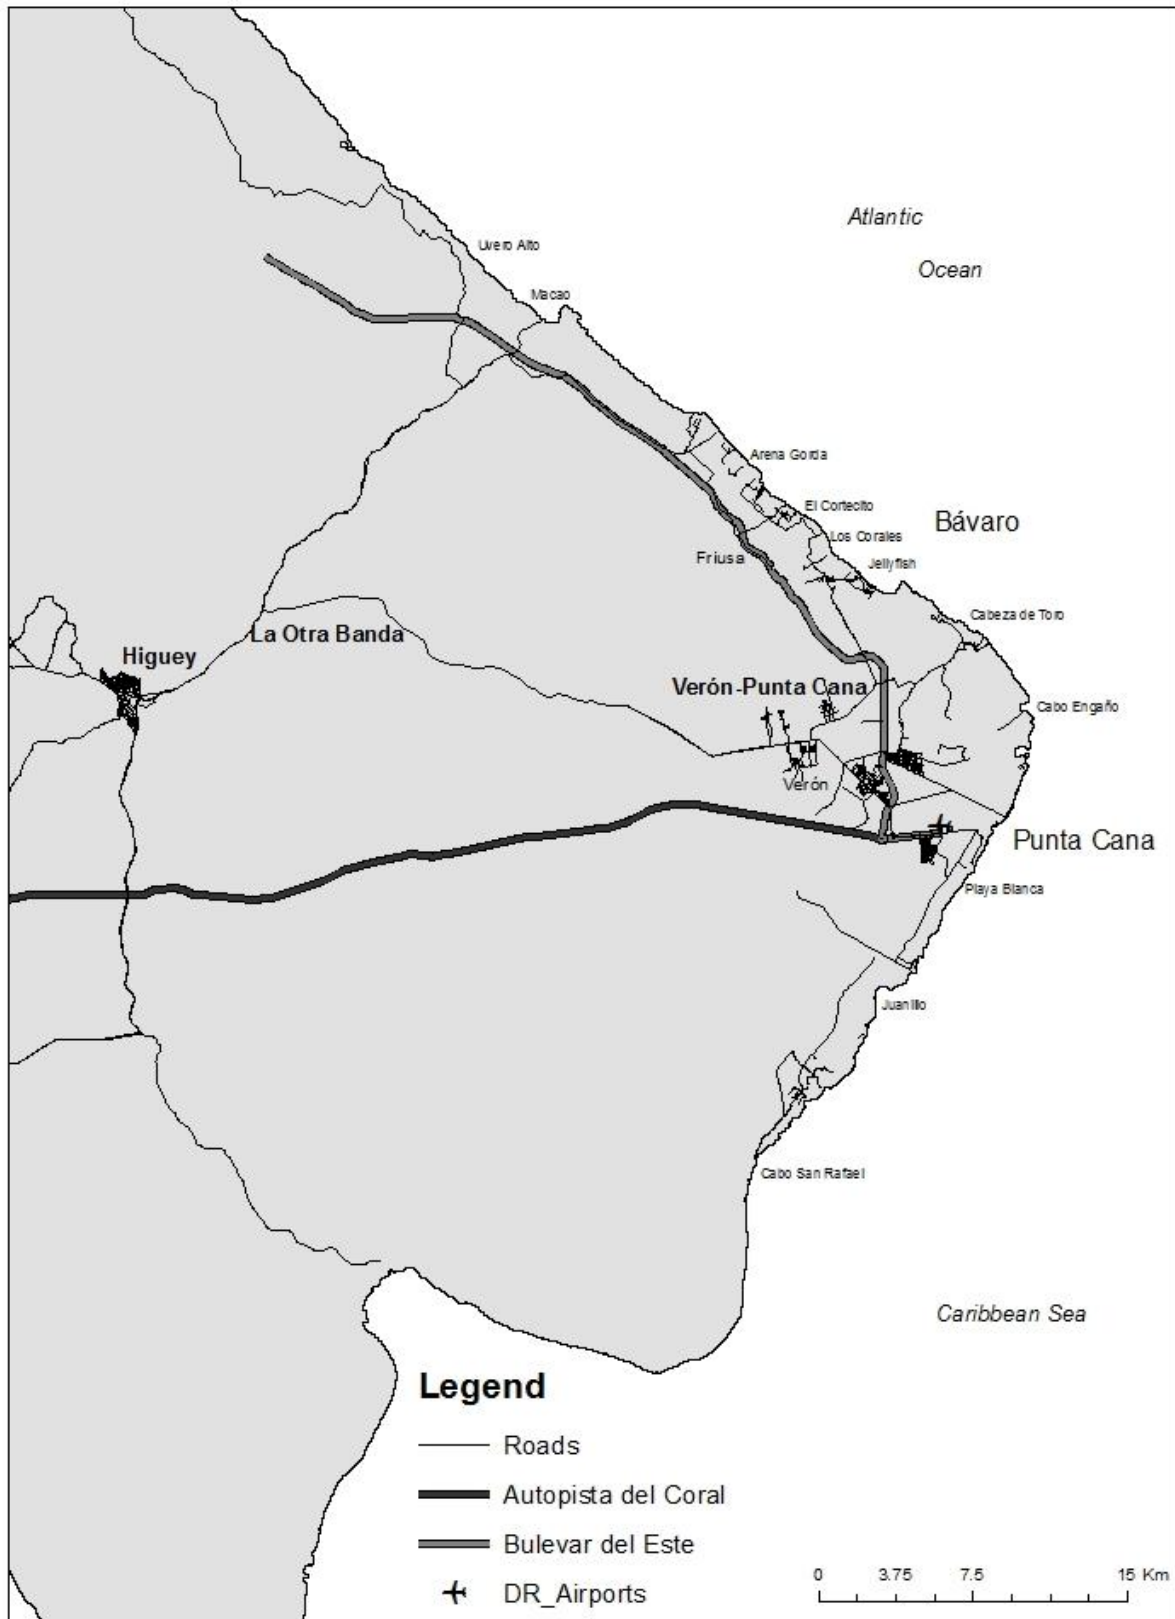 Atlantic
Ocean
Uvero Alto
Macao
Arena Gorda
El Cortecito
Bávaro
Los Corales
Friusa
Jellyfish
Cabeza de Toro
La Otra Banda
Higuey
Verón-Punta Cana
Cabo Engaño
Verón
Punta Cana
Playa Blanca
Juanillo
Cabo San Rafael
Caribbean Sea
Legend
Roads
Autopista del Coral
Bulevar del Este
DR_Airports
0 3.75 7.5 15 Km